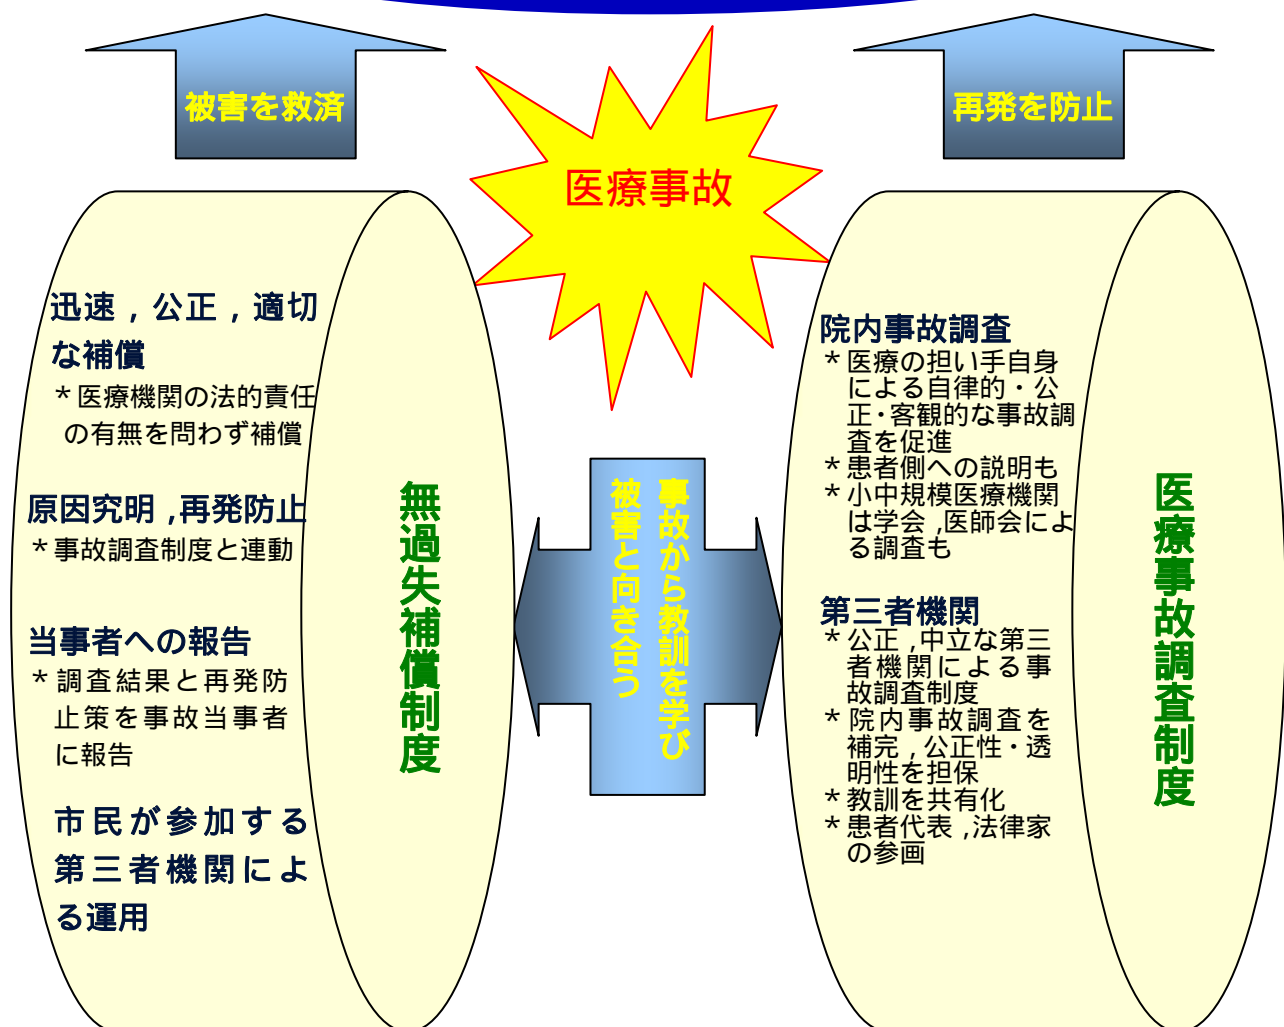 被害を救済
再発を防止
医療事故
迅速，公正，適切
な補償
＊医療機関の法的責任
の有無を問わず補償
原因究明，再発防止
＊事故調査制度と連動
当事者への報告
＊調査結果と再発防
止策を事故当事者
に報告
市民が参加する
第三者機関によ
る運用
無過失補償制度
事故から教訓を学び
被害と向き合う
院内事故調査
＊医療の担い手自身
による自律的・公
正・客観的な事故調
査を促進
＊患者側への説明も
＊小中規模医療機関
は学会，医師会によ
る調査も
第三者機関
＊公正，中立な第三
者機関による事
故調査制度
＊院内事故調査を
補完，公正性・透
明性を担保
＊教訓を共有化
＊患者代表，法律家
の参画
医療事故調査制度